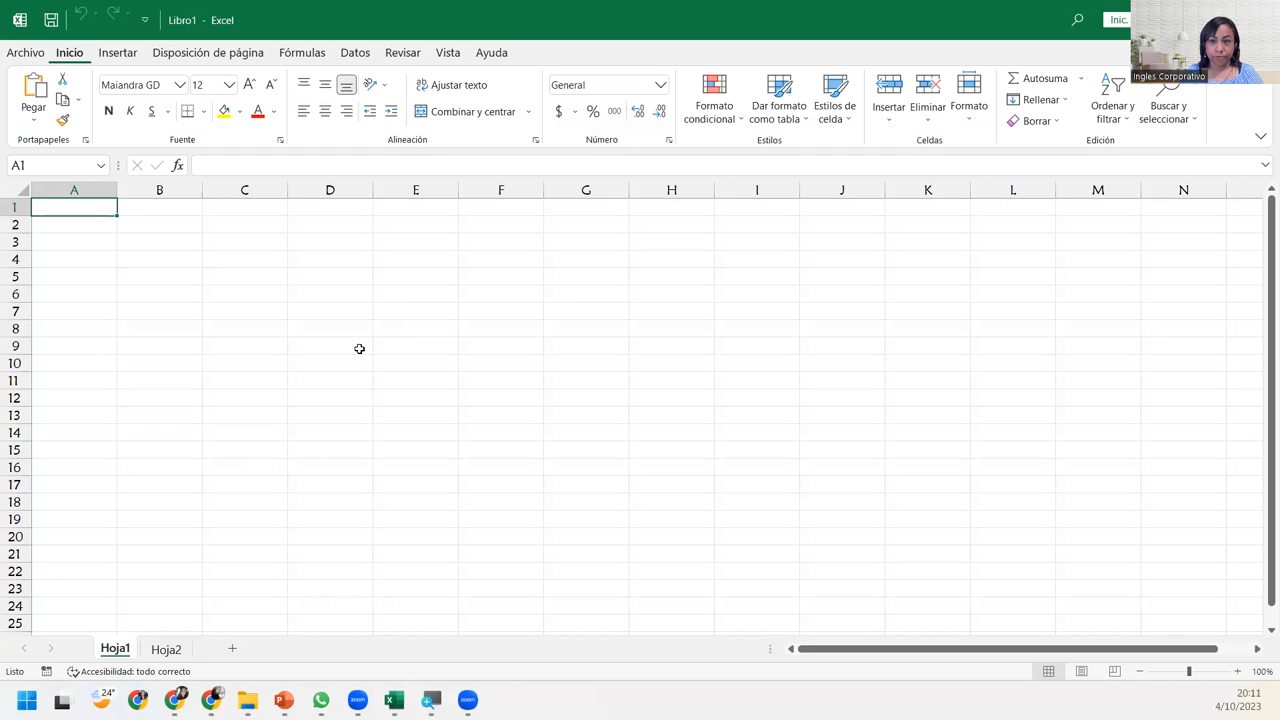 Libro1 - Excel
Inic.
Archivo Inicio Insertar Disposición de página Fórmulas Datos Revisar Vista Ayuda
Ingles Corporativo
Pegar
Maiandra GD 12
N K S
Ajustar texto
Combinar y centrar
General
$ % 000
Formato condicional
Dar formato como tabla
Estilos de celda
Insertar
Eliminar
Formato
Autosuma
Rellenar
Borrar
Ordenar y filtrar
Buscar y seleccionar
Portapapeles Fuente Alineación Número Estilos Celdas Edición
A1 fx
A B C D E F G H I J K L M N
1
2
3
4
5
6
7
8
9
10
11
12
13
14
15
16
17
18
19
20
21
22
23
24
25
Hoja1 Hoja2
Listo Accesibilidad: todo correcto 100%
24°
zoom
zoom
20:11
4/10/2023